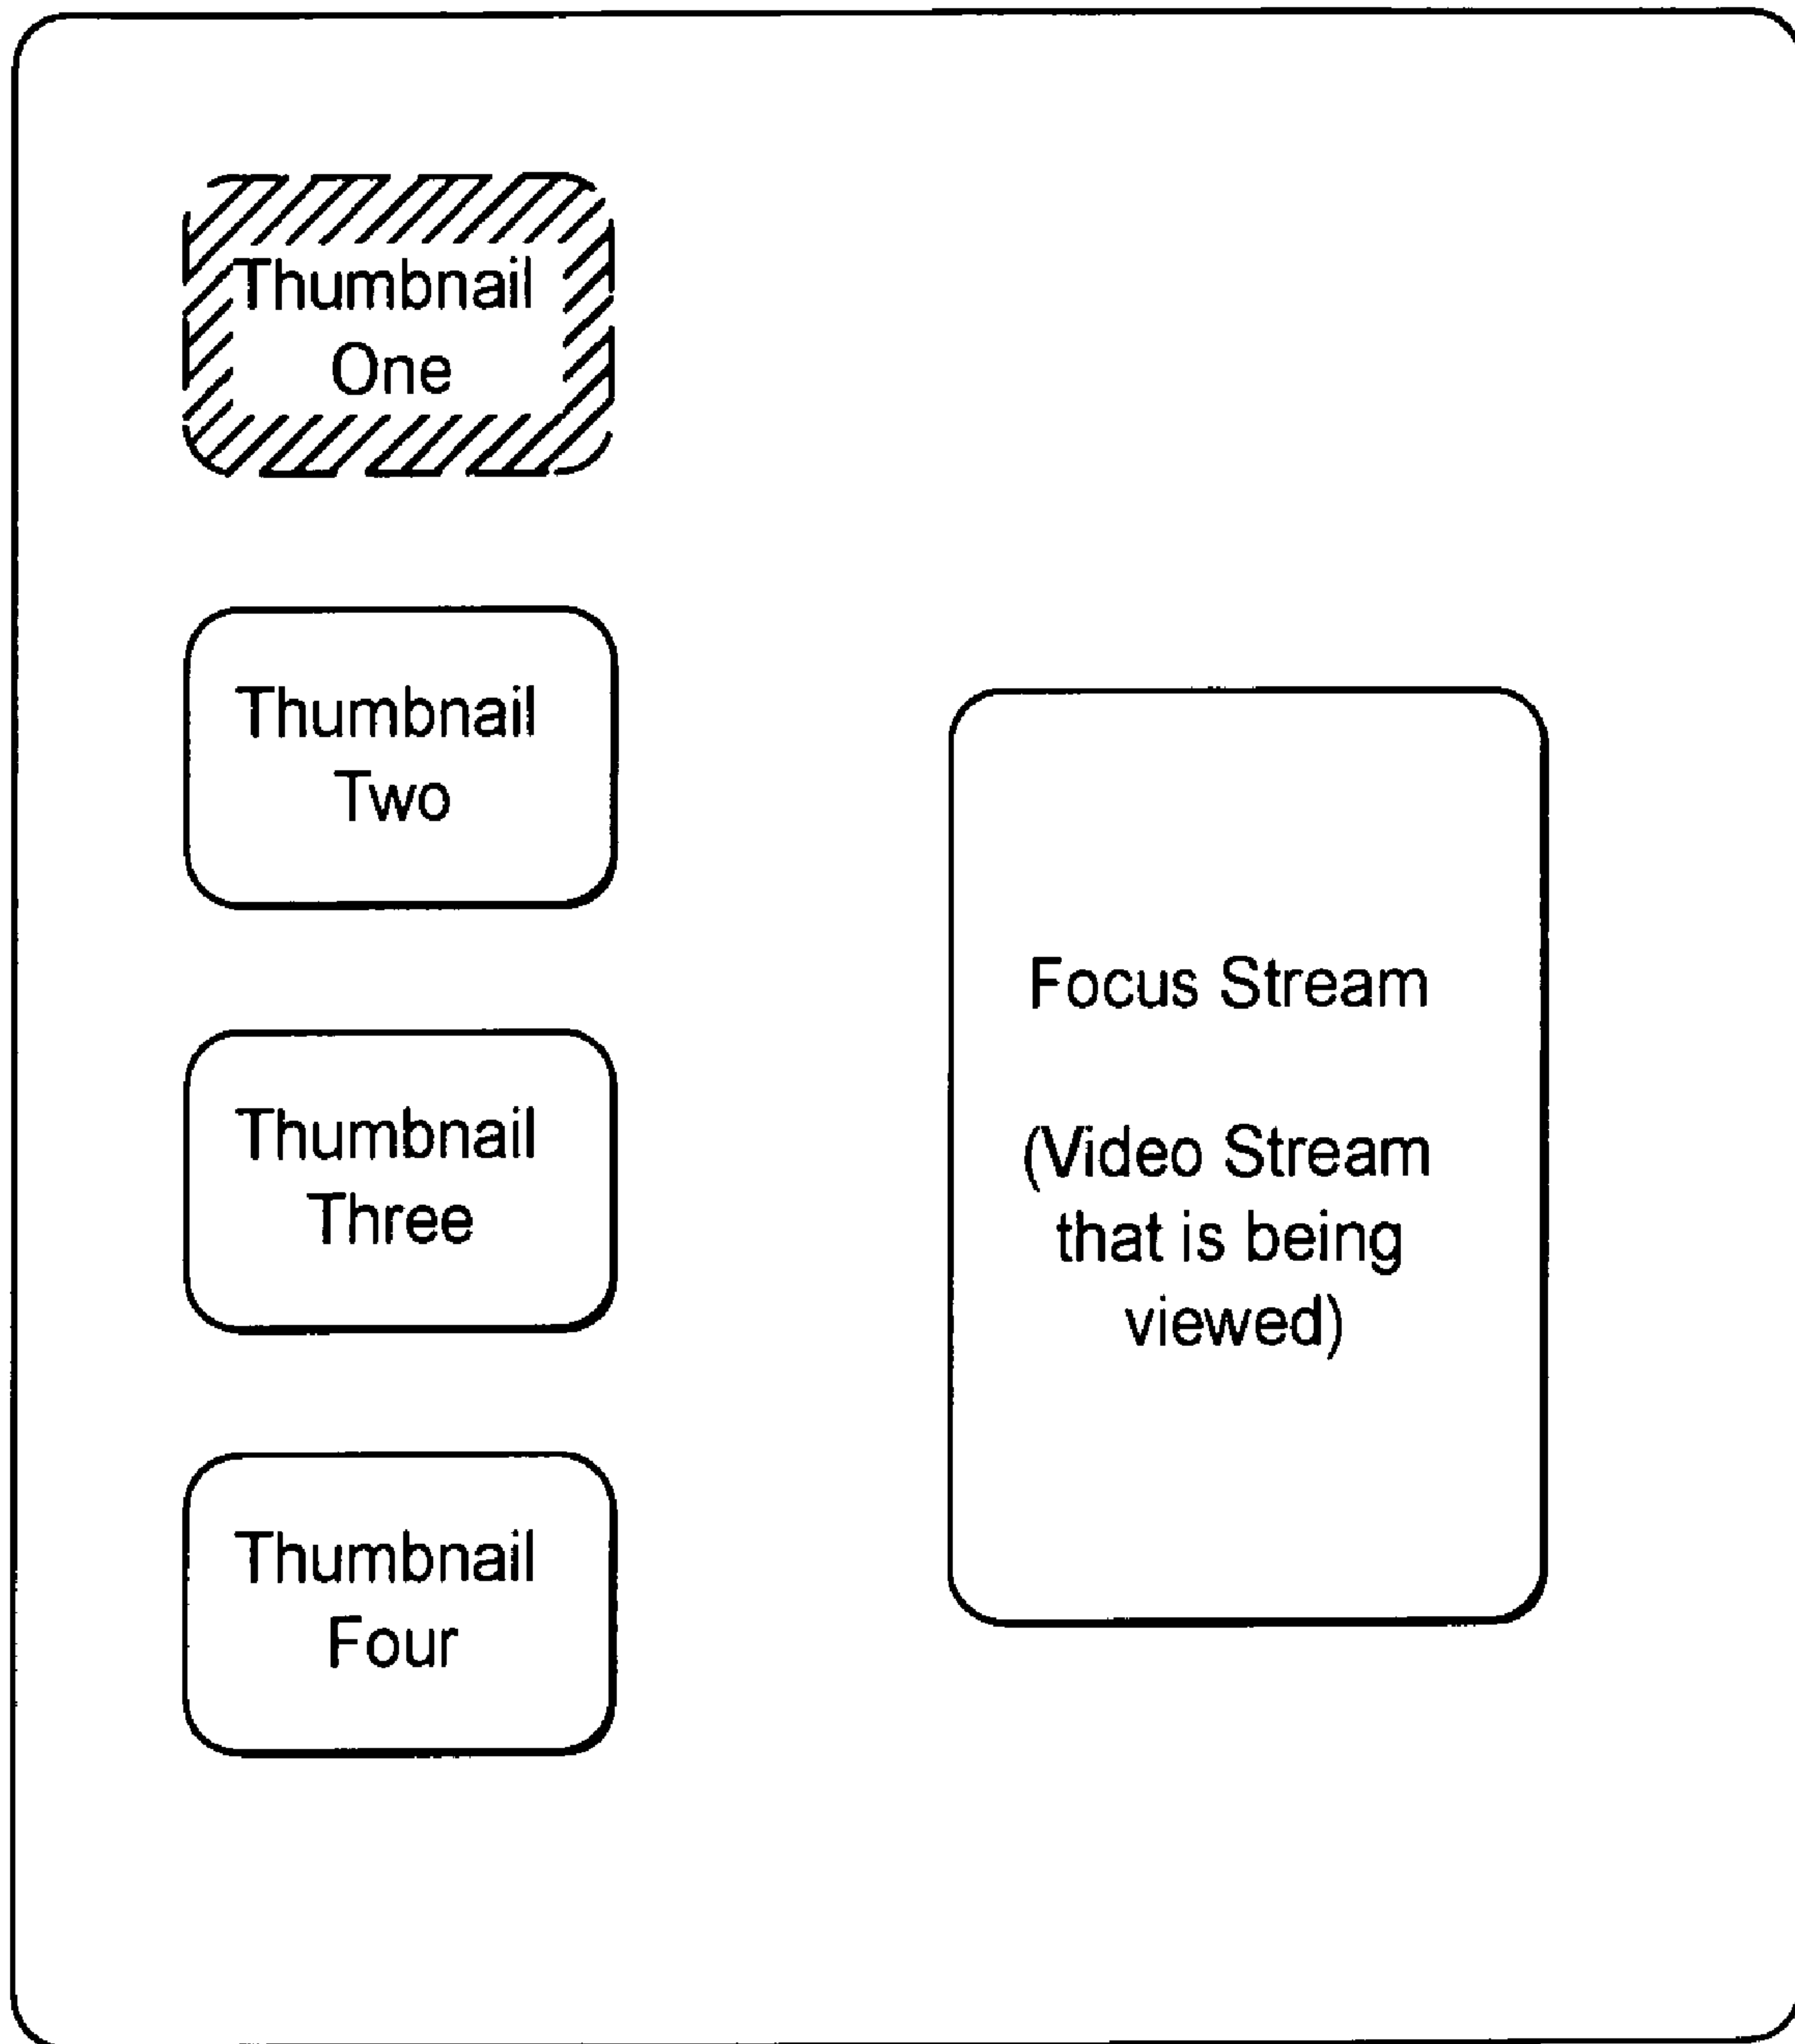 Thumbnail
One
Thumbnail
Two
Thumbnail
Three
Thumbnail
Four
Focus Stream
(Video Stream
that is being
viewed)